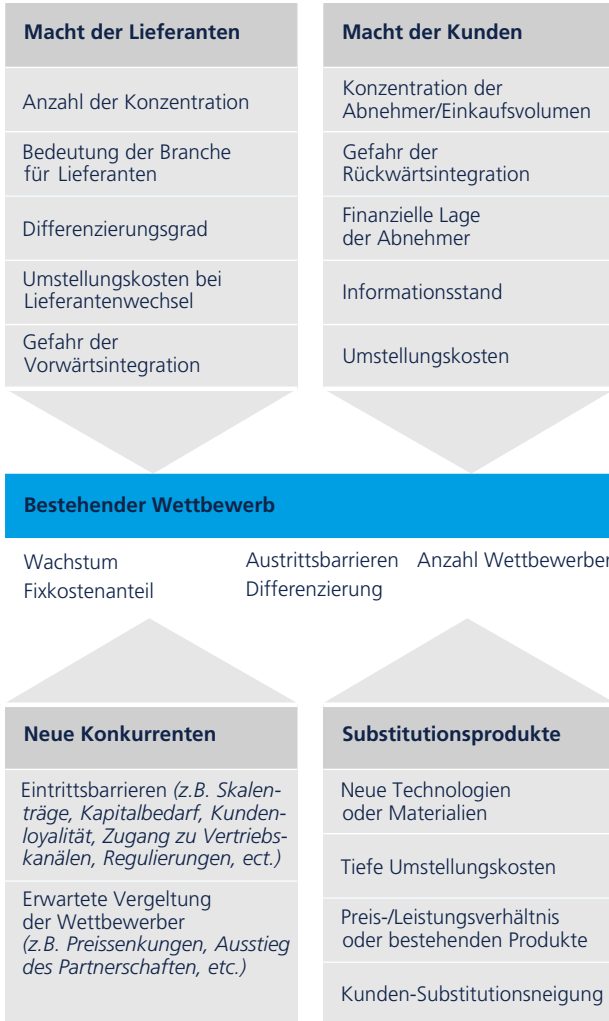 Macht der Lieferanten
Anzahl der Konzentration
Bedeutung der Branche
für Lieferanten
Differenzierungsgrad
Umstellungskosten bei
Lieferantenwechsel
Gefahr der
Vorwärtsintegration
Macht der Kunden
Konzentration der
Abnehmer/Einkaufsvolumen
Gefahr der
Rückwärtsintegration
Finanzielle Lage
der Abnehmer
Informationsstand
Umstellungskosten
Bestehender Wettbewerb
Wachstum
Fixkostenanteil
Austrittsbarrieren
Differenzierung
Anzahl Wettbewerber
Neue Konkurrenten
Eintrittsbarrieren (z.B. Skalen-
träge, Kapitalbedarf, Kunden-
loyalität, Zugang zu Vertriebs-
kanälen, Regulierungen, ect.)
Erwartete Vergeltung
der Wettbewerber
(z.B. Preissenkungen, Ausstieg
des Partnerschaften, etc.)
Substitutionsprodukte
Neue Technologien
oder Materialien
Tiefe Umstellungskosten
Preis-/Leistungsverhältnis
oder bestehenden Produkte
Kunden-Substitutionsneigung